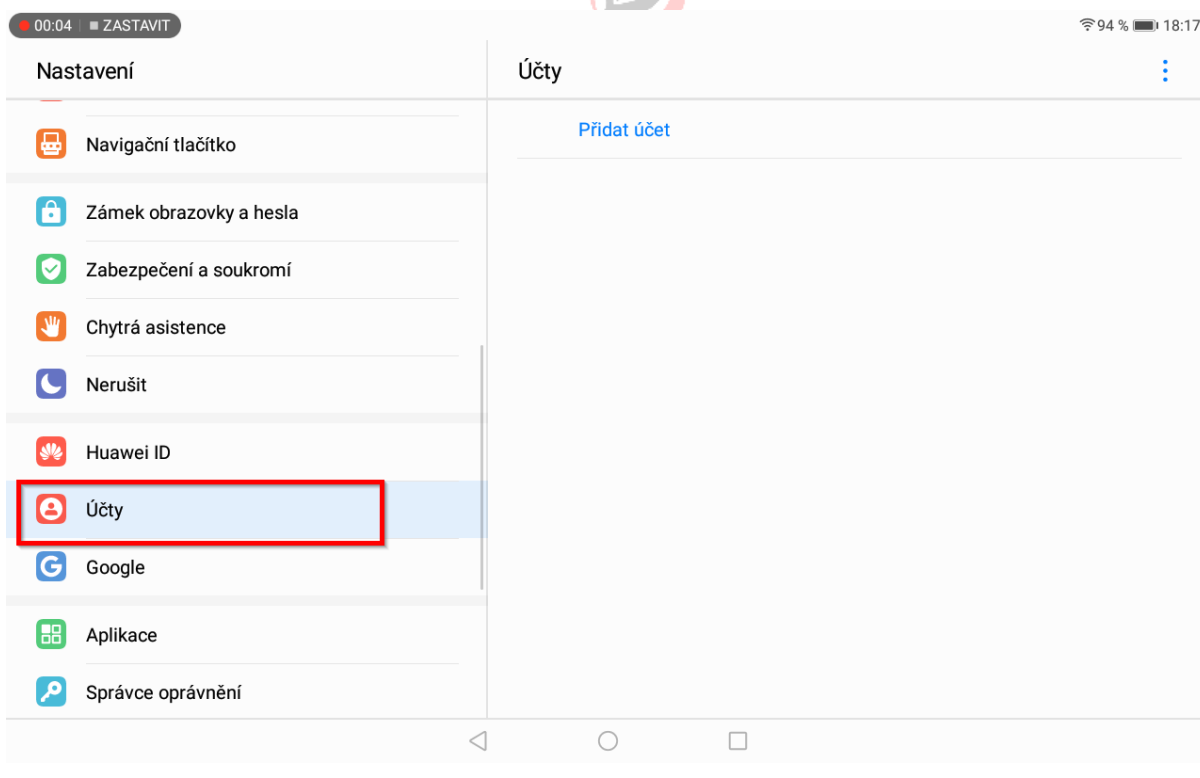 00:04 ZASTAVIT
94 % 18:17
Nastavení
Účty
Přidat účet
Navigační tlačítko
Zámek obrazovky a hesla
Zabezpečení a soukromí
Chytrá asistence
Nerušit
Huawei ID
Účty
Google
Aplikace
Správce oprávnění